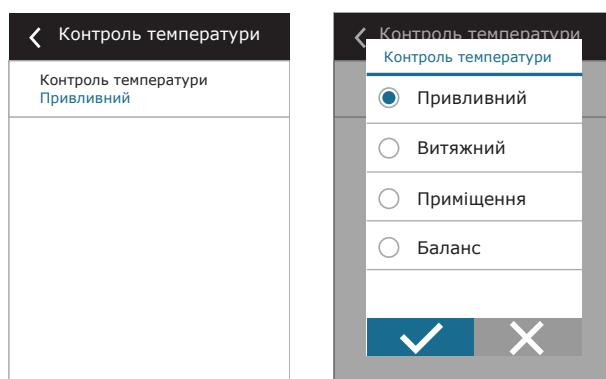 Контроль температури
Контроль температури
Привливний
Контроль температури
Контроль температури
Привливний
Витяжний
Приміщення
Баланс